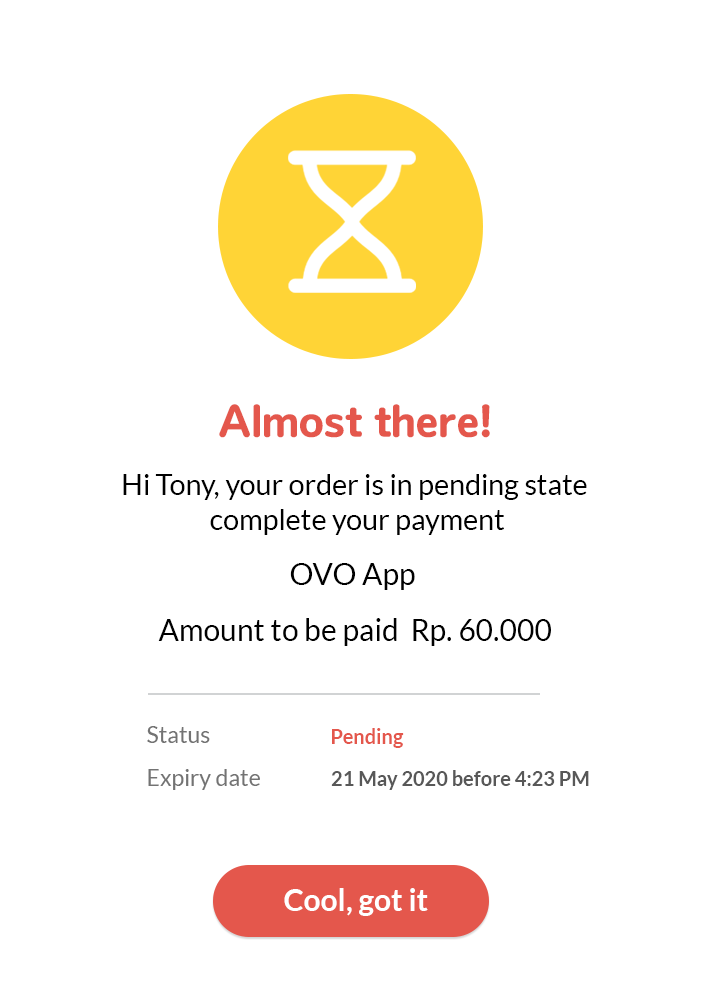 Almost there!
Hi Tony, your order is in pending state
complete your payment
OVO App
Amount to be paid  Rp. 60.000
Status
Pending
Expiry date
21 May 2020 before 4:23 PM
Cool, got it